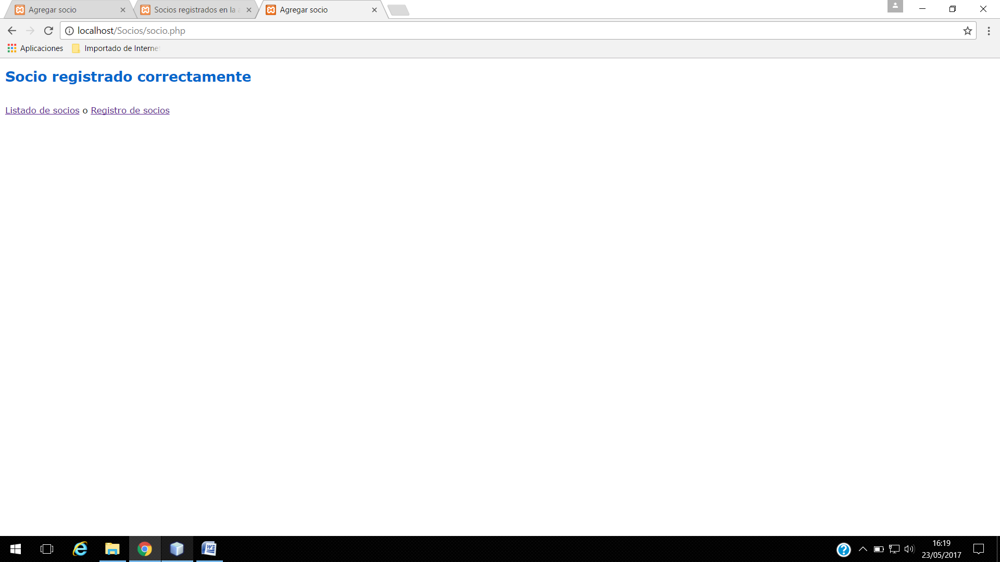 Agregar socio
Socios registrados en la
Agregar socio
localhost/Socios/socio.php
Aplicaciones
Importado de Interne
Socio registrado correctamente
Listado de socios o Registro de socios
16:19
23/05/2017